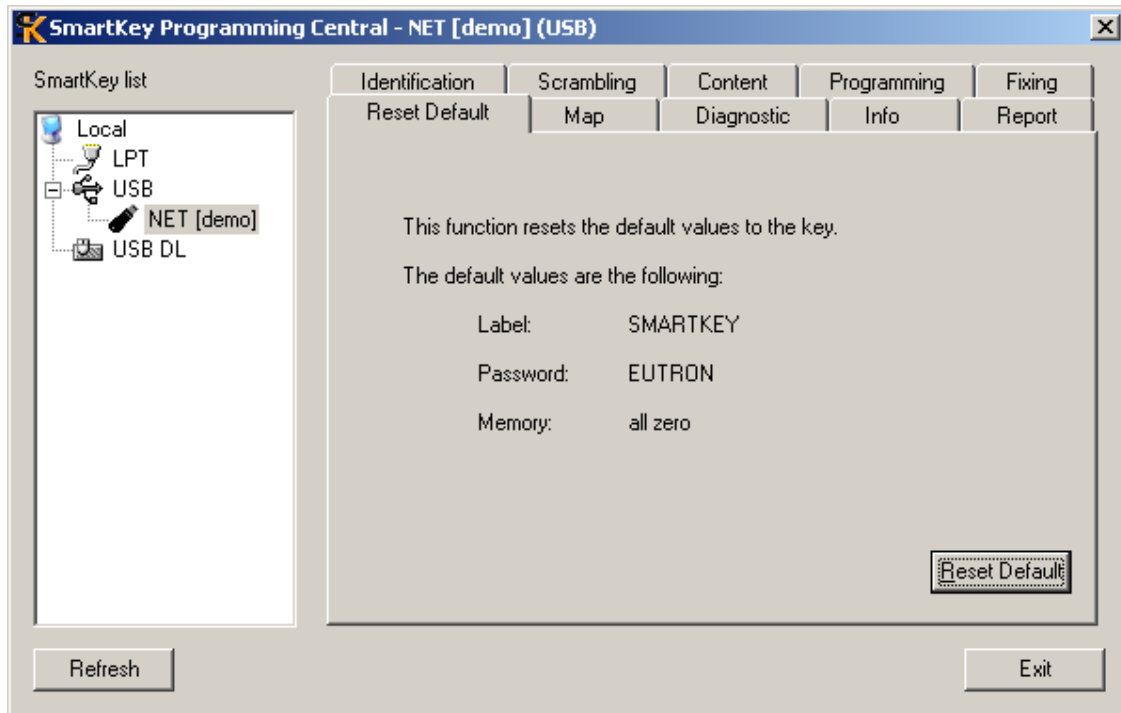 SmartKey Programming Central - NET [demo] (USB)
SmartKey list
Local
LPT
USB
NET [demo]
USB DL
Identification Scrambling Content Programming Fixing
Reset Default Map Diagnostic Info Report
This function resets the default values to the key.
The default values are the following:
Label: SMARTKEY
Password: EUTRON
Memory: all zero
Reset Default
Refresh Exit